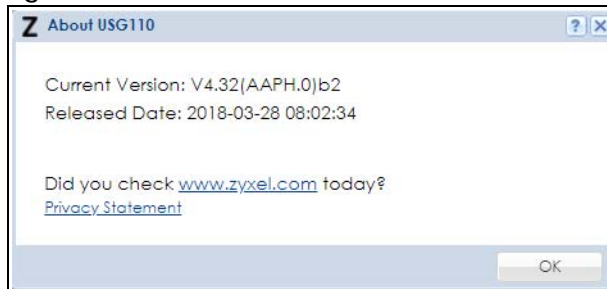 Z About USG110 ? X
Current Version: V4.32(AAPH.0)b2
Released Date: 2018-03-28 08:02:34
Did you check www.zyxel.com today?
Privacy Statement
OK